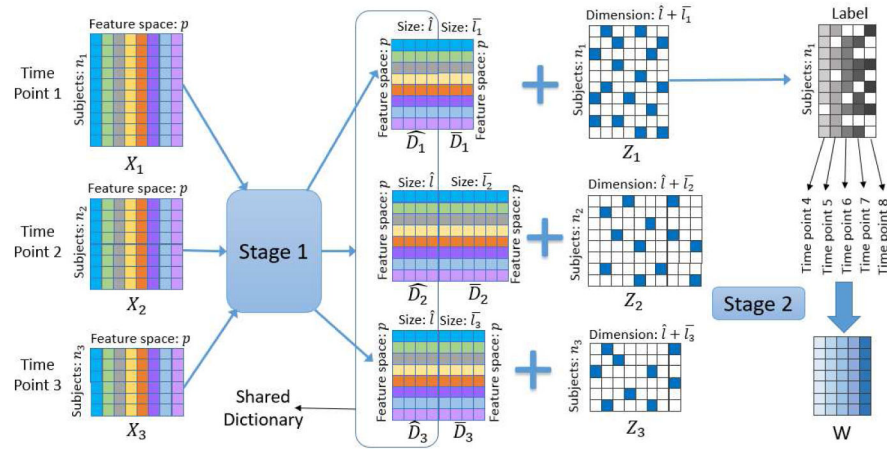 Time
Point 1
Feature space: p
Subjects: n₁
X₁
Time
Point 2
Feature space: p
Subjects: n₂
X₂
Time
Point 3
Feature space: p
Subjects: n₃
X₃
Stage 1
Shared
Dictionary
Size: l̂ Size: l̄₁
Feature space: p
Feature space: p
D̂₁ D̄₁
Size: l̂ Size: l̄₂
Feature space: p
Feature space: p
D̂₂ D̄₂
Size: l̂ Size: l̄₃
Feature space: p
Feature space: p
D̂₃ D̄₃
Dimension: l̂ + l̄₁
Subjects: n₁
Z₁
Dimension: l̂ + l̄₂
Subjects: n₂
Z₂
Dimension: l̂ + l̄₃
Subjects: n₃
Z₃
Label
Subjects: n₁
Time point 4
Time point 5
Time point 6
Time point 7
Time point 8
Stage 2
W